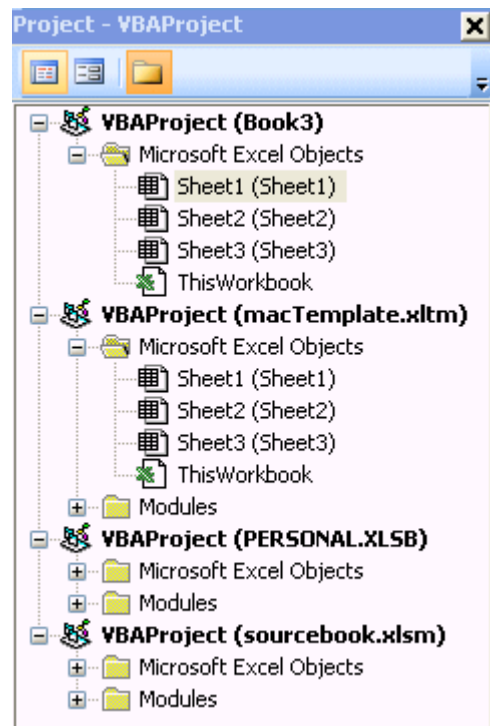 Project - VBAProject
VBAProject (Book3)
Microsoft Excel Objects
Sheet1 (Sheet1)
Sheet2 (Sheet2)
Sheet3 (Sheet3)
ThisWorkbook
VBAProject (macTemplate.xltm)
Microsoft Excel Objects
Sheet1 (Sheet1)
Sheet2 (Sheet2)
Sheet3 (Sheet3)
ThisWorkbook
Modules
VBAProject (PERSONAL.XLSB)
Microsoft Excel Objects
Modules
VBAProject (sourcebook.xlsm)
Microsoft Excel Objects
Modules